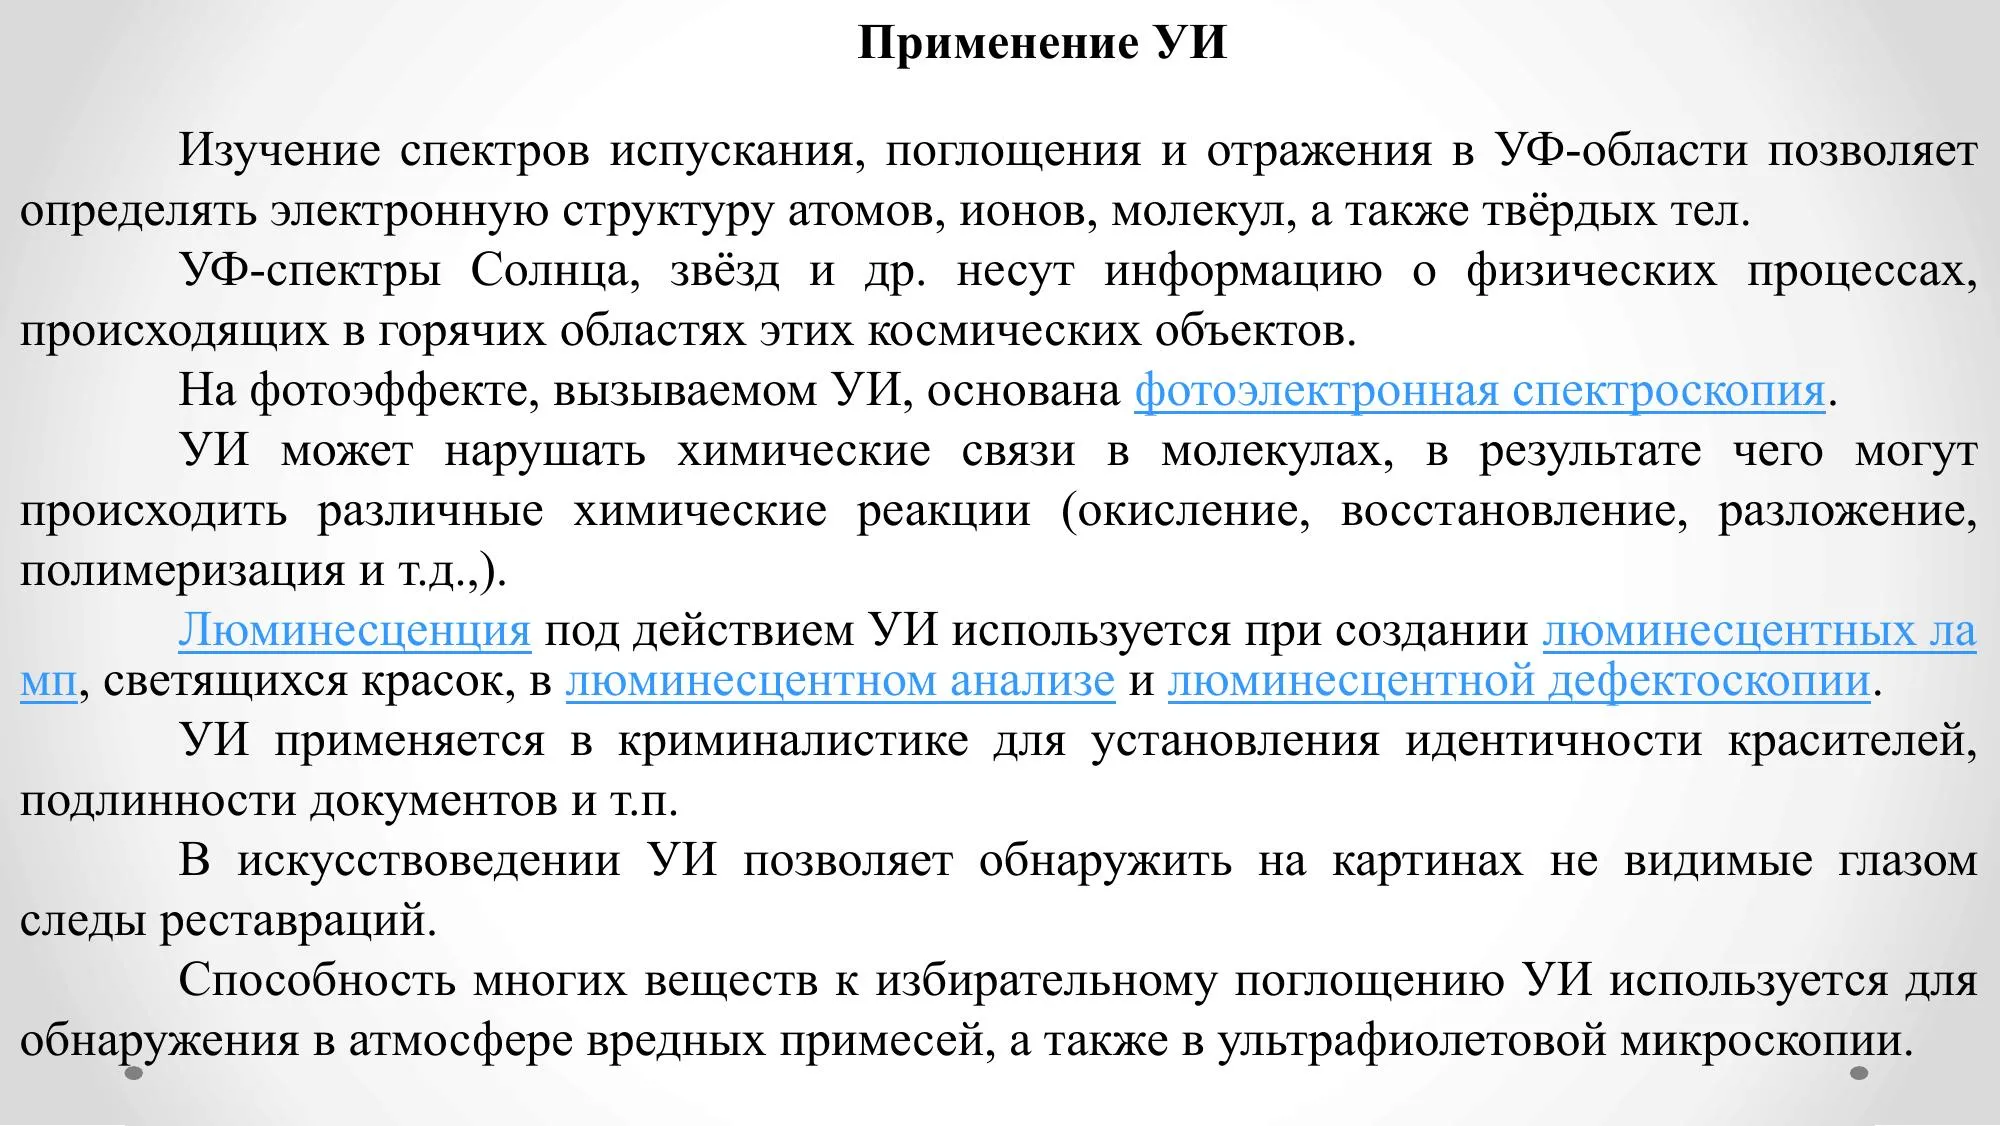 Применение УИ
Изучение спектров испускания, поглощения и отражения в УФ-области позволяет
определять электронную структуру атомов, ионов, молекул, а также твёрдых тел.
УФ-спектры Солнца, звёзд и др. несут информацию о физических процессах,
происходящих в горячих областях этих космических объектов.
На фотоэффекте, вызываемом УИ, основана фотоэлектронная спектроскопия.
УИ может нарушать химические связи в молекулах, в результате чего могут
происходить различные химические реакции (окисление, восстановление, разложение,
полимеризация и т.д.,).
Люминесценция под действием УИ используется при создании люминесцентных ла
мп, светящихся красок, в люминесцентном анализе и люминесцентной дефектоскопии.
УИ применяется в криминалистике для установления идентичности красителей,
подлинности документов и т.п.
В искусствоведении УИ позволяет обнаружить на картинах не видимые глазом
следы реставраций.
Способность многих веществ к избирательному поглощению УИ используется для
обнаружения в атмосфере вредных примесей, а также в ультрафиолетовой микроскопии.